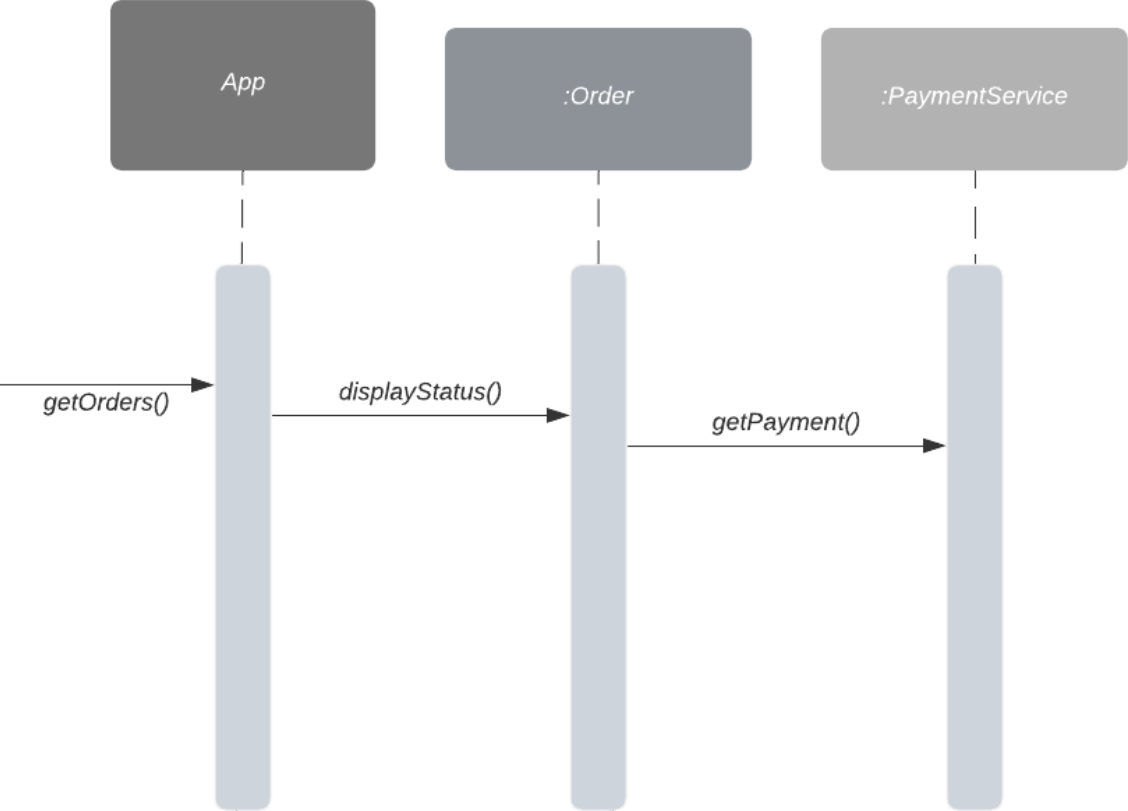 App
:Order
:PaymentService
getOrders()
displayStatus()
getPayment()